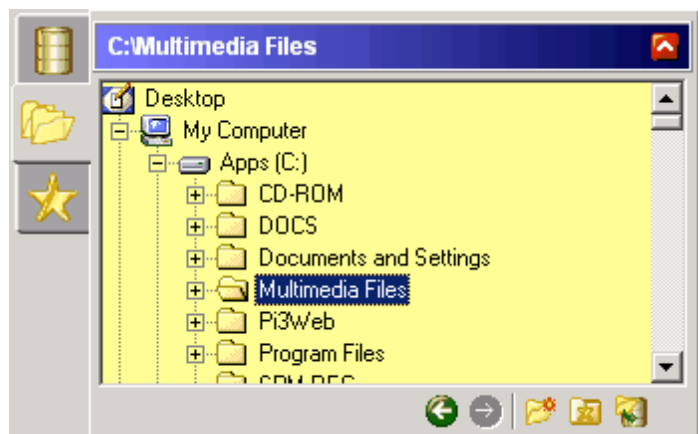 C:\Multimedia Files
Desktop
My Computer
Apps (C:)
CD-ROM
DOCS
Documents and Settings
Multimedia Files
Pi3Web
Program Files